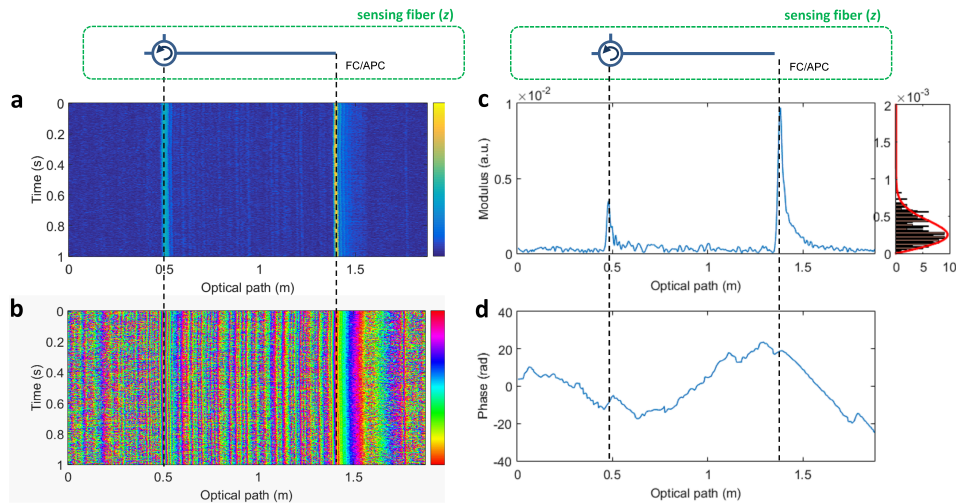 sensing fiber (z)
FC/APC
sensing fiber (z)
FC/APC
a
0
0.2
0.4
0.6
0.8
1
Time (s)
0
0.5
1
1.5
Optical path (m)
c
×10⁻²
1
0.5
0
Modulus (a.u.)
0
0.5
1
1.5
Optical path (m)
×10⁻³
2
1.5
1
0.5
0
0
5
10
b
0
0.2
0.4
0.6
0.8
1
Time (s)
0
0.5
1
1.5
Optical path (m)
d
40
20
0
-20
-40
Phase (rad)
0
0.5
1
1.5
Optical path (m)